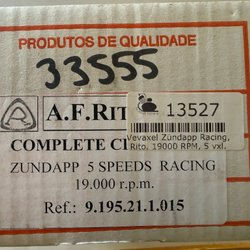 PRODUTOS DE QUALIDADE
33555
A.F.RIT
13527
Vevaxel Zündapp Racing,
Rito, 19000 RPM, 5 vxl.
COMPLETE C
ZUNDAPP 5 SPEEDS RACING
19.000 r.p.m.
Ref.: 9.195.21.1.015